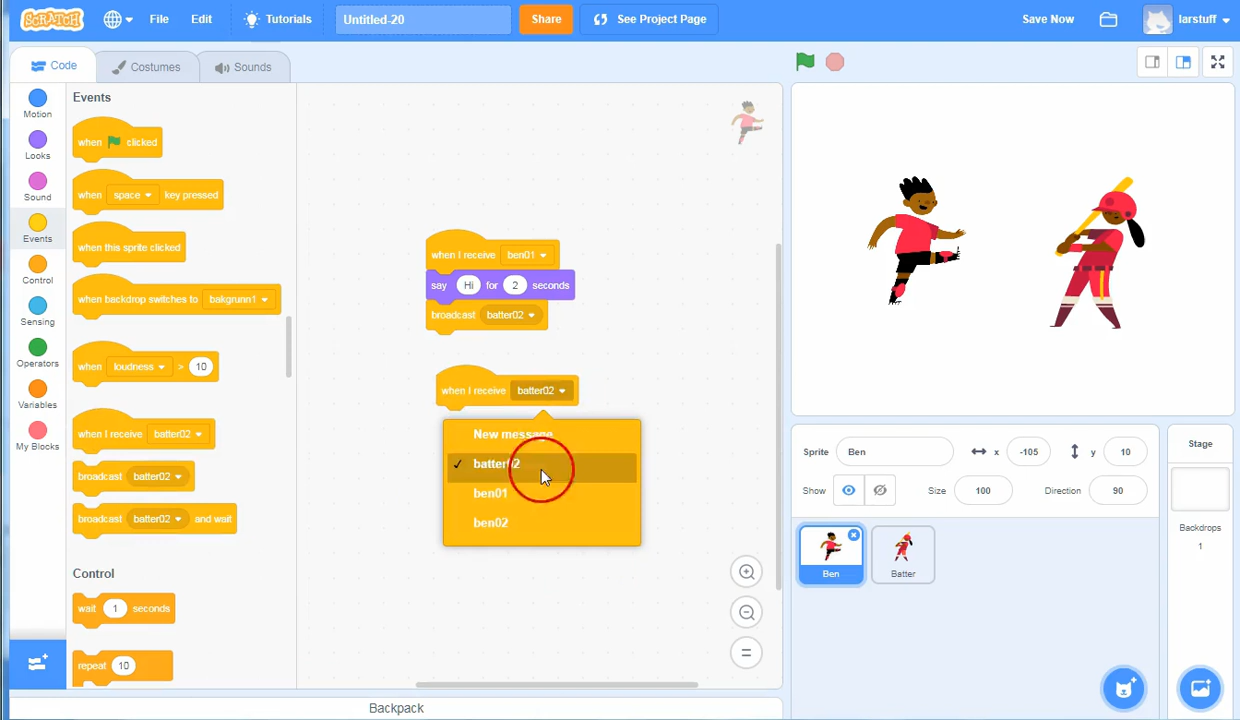 SCRATCH File Edit Tutorials Untitled-20 Share See Project Page Save Now larstuff
Code Costumes Sounds
Motion
Looks
Sound
Events
Control
Sensing
Operators
Variables
My Blocks
Events
when clicked
when space key pressed
when this sprite clicked
when backdrop switches to bakgrunn1
when loudness > 10
when I receive batter02
broadcast batter02
broadcast batter02 and wait
Control
wait 1 seconds
repeat 10
when I receive ben01
say Hi for 2 seconds
broadcast batter02
when I receive batter02
New message
✓ batter02
ben01
ben02
Backpack
Sprite Ben x -105 y 10
Show Size 100 Direction 90
Ben
Batter
Stage
Backdrops
1